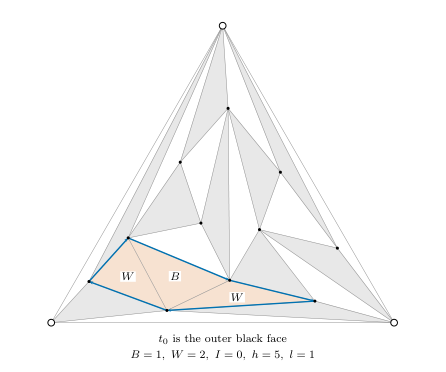 W B
W
t₀ is the outer black face
B = 1, W = 2, I = 0, h = 5, l = 1